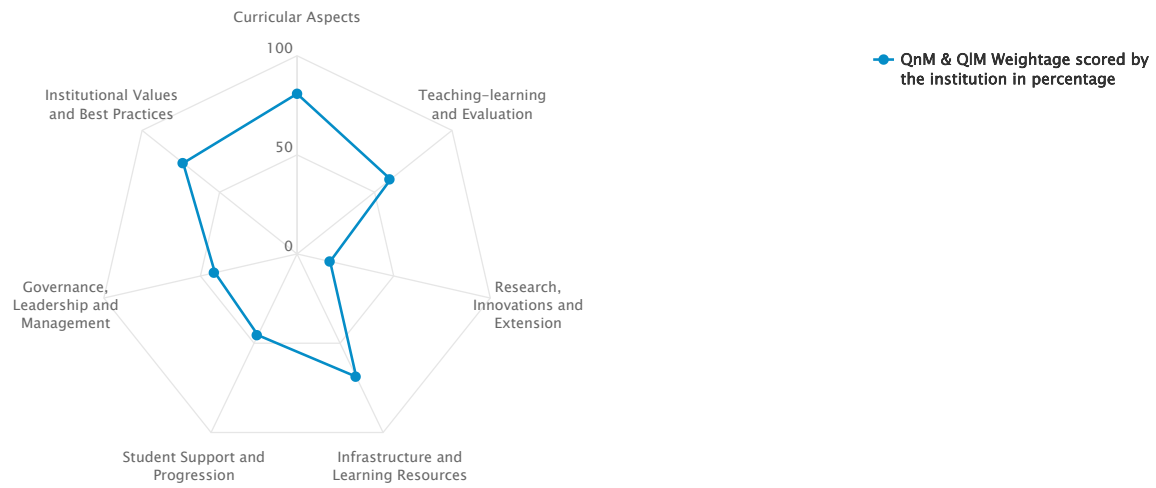 Curricular Aspects
100
Teaching-learning
and Evaluation
Research,
Innovations and
Extension
Infrastructure and
Learning Resources
Student Support and
Progression
Governance,
Leadership and
Management
Institutional Values
and Best Practices
50
0
QnM & QlM Weightage scored by
the institution in percentage